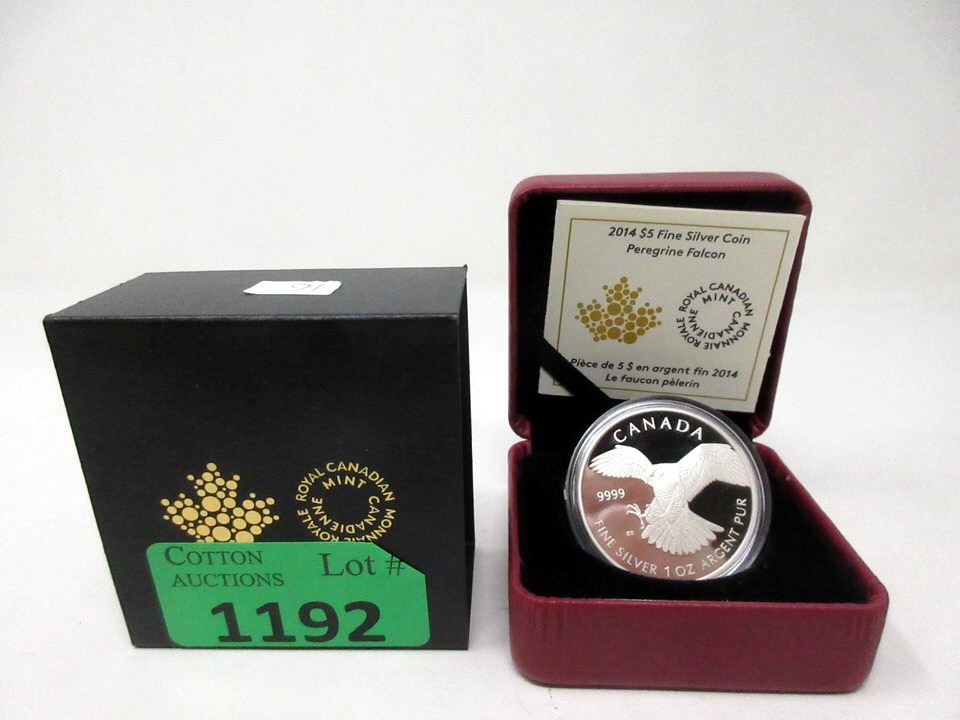 ROYAL CANADIAN MINT
MONNAIE ROYALE CANADIENNE
COTTON
AUCTIONS
Lot #
1192
2014 $5 Fine Silver Coin
Peregrine Falcon
ROYAL CANADIAN MINT
MONNAIE ROYALE CANADIENNE
Pièce de 5 $ en argent fin 2014
Le faucon pèlerin
CANADA
9999
FINE SILVER 1 OZ ARGENT PUR